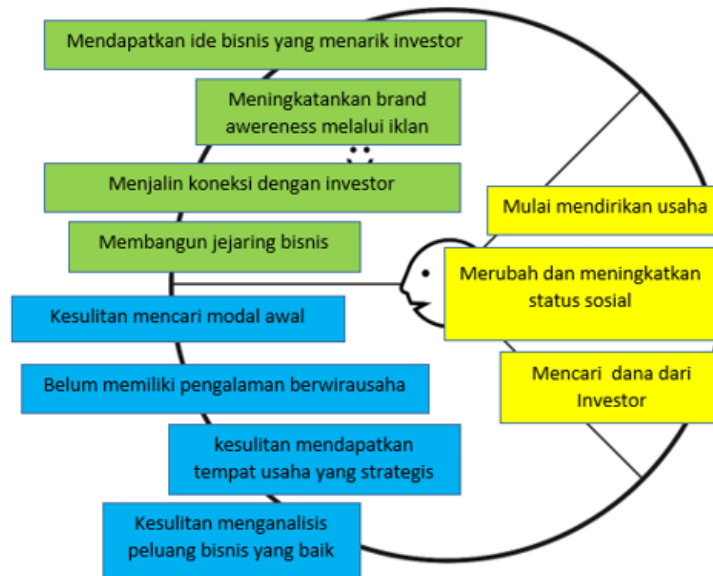 Mendapatkan ide bisnis yang menarik investor
Meningkatankan brand
awereness melalui iklan
Menjalin koneksi dengan investor
Membangun jejaring bisnis
Kesulitan mencari modal awal
Belum memiliki pengalaman berwirausaha
kesulitan mendapatkan
tempat usaha yang strategis
Kesulitan menganalisis
peluang bisnis yang baik
Mulai mendirikan usaha
Merubah dan meningkatkan
status sosial
Mencari dana dari
Investor